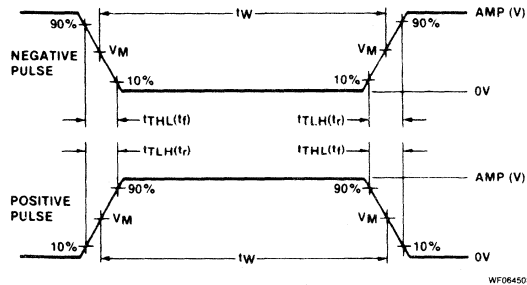 tW
AMP (V)
90%
90%
NEGATIVE
PULSE
VM
VM
10%
10%
0V
tTHL(tf)
tTLH(tr)
tTLH(tr)
tTHL(tf)
AMP (V)
POSITIVE
PULSE
90%
90%
VM
VM
10%
10%
tW
0V
WF06450